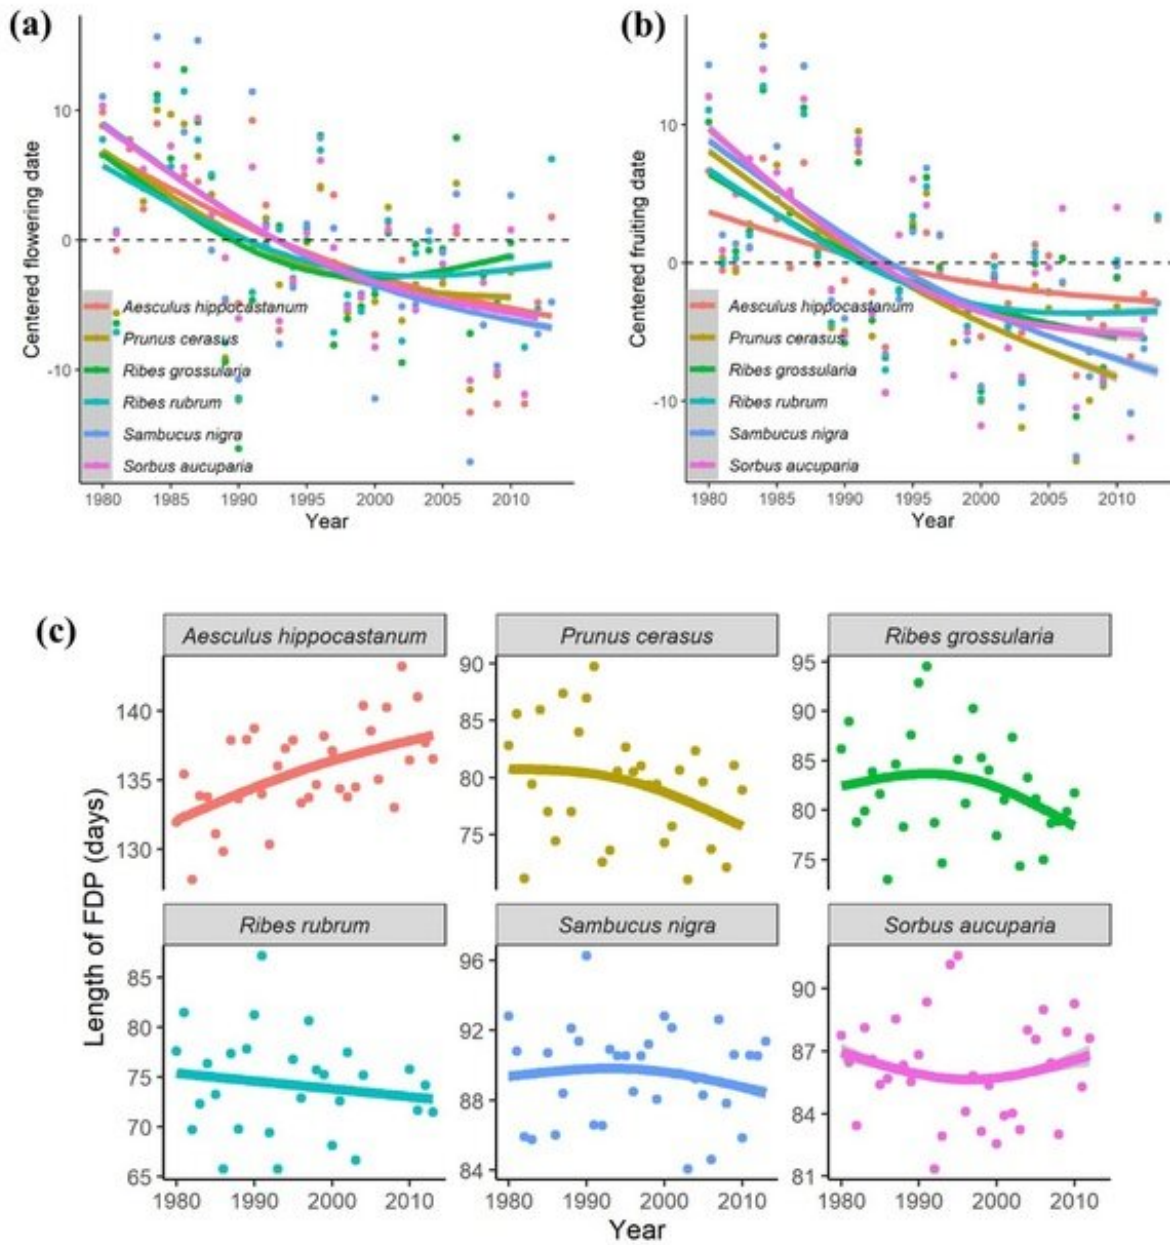 (a)
Centered flowering date
10
0
-10
Aesculus hippocastanum
Prunus cerasus
Ribes grossularia
Ribes rubrum
Sambucus nigra
Sorbus aucuparia
1980 1985 1990 1995 2000 2005 2010
Year
(b)
Centered fruiting date
10
0
-10
Aesculus hippocastanum
Prunus cerasus
Ribes grossularia
Ribes rubrum
Sambucus nigra
Sorbus aucuparia
1980 1985 1990 1995 2000 2005 2010
Year
(c)
Length of FDP (days)
Aesculus hippocastanum
140
135
130
Prunus cerasus
90
85
80
75
Ribes grossularia
95
90
85
80
75
Ribes rubrum
85
80
75
70
65
1980 1990 2000 2010
Sambucus nigra
96
92
88
84
1980 1990 2000 2010
Sorbus aucuparia
90
87
84
81
1980 1990 2000 2010
Year